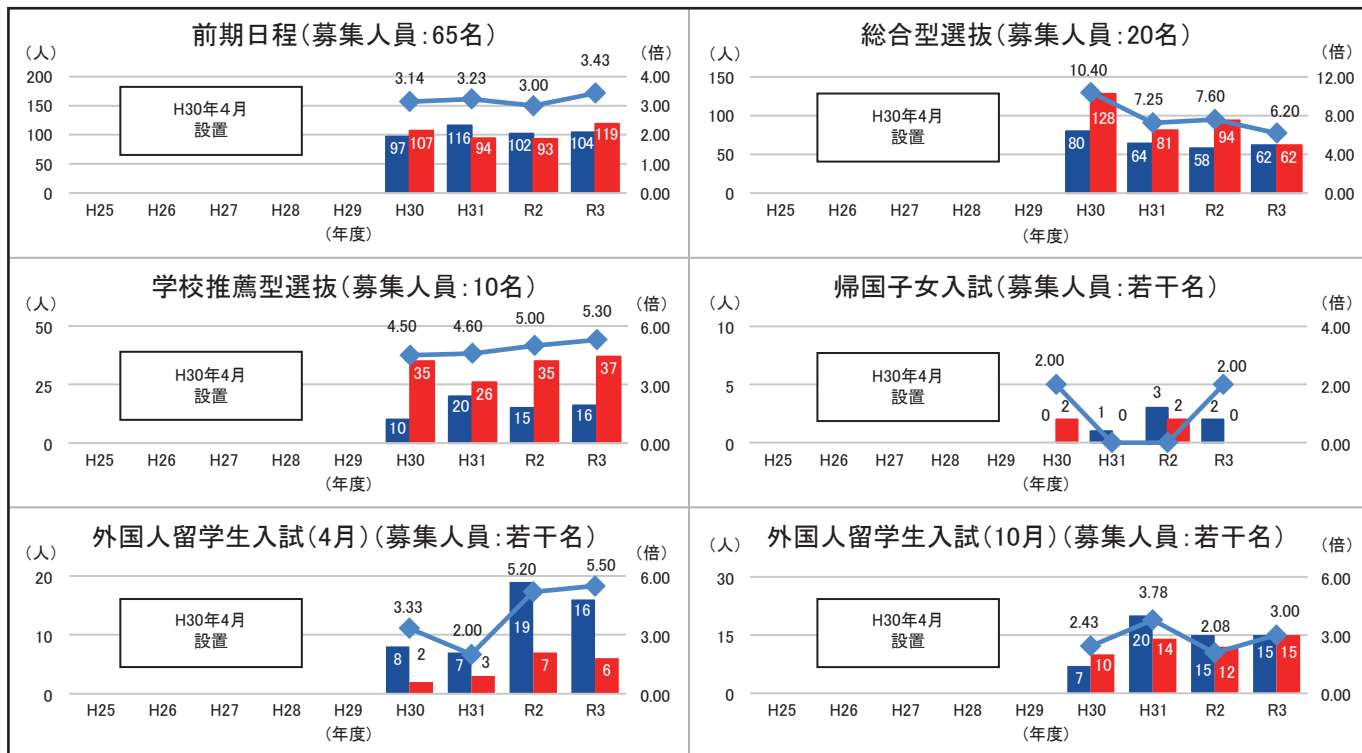 前期日程(募集人員:65名)
(人)
(倍)
200
150
100
50
0
4.00
3.00
2.00
1.00
0.00
H30年4月
設置
3.14 3.23 3.00 3.43
97 107 116 94 102 93 104 119
H25 H26 H27 H28 H29 H30 H31 R2 R3
(年度)
総合型選抜(募集人員:20名)
(人)
(倍)
150
100
50
0
12.00
8.00
4.00
0.00
H30年4月
設置
10.40 7.25 7.60 6.20
80 128 64 81 58 94 62 62
H25 H26 H27 H28 H29 H30 H31 R2 R3
(年度)
学校推薦型選抜(募集人員:10名)
(人)
(倍)
50
25
0
6.00
3.00
0.00
H30年4月
設置
4.50 4.60 5.00 5.30
10 35 20 26 15 35 16 37
H25 H26 H27 H28 H29 H30 H31 R2 R3
(年度)
帰国子女入試(募集人員:若干名)
(人)
(倍)
10
5
0
4.00
2.00
0.00
H30年4月
設置
2.00 2.00
0 2 1 0 3 2 2 0
H25 H26 H27 H28 H29 H30 H31 R2 R3
(年度)
外国人留学生入試(4月)(募集人員:若干名)
(人)
(倍)
20
10
0
6.00
3.00
0.00
H30年4月
設置
3.33 2.00 5.20 5.50
8 2 7 3 19 7 16 6
H25 H26 H27 H28 H29 H30 H31 R2 R3
(年度)
外国人留学生入試(10月)(募集人員:若干名)
(人)
(倍)
30
15
0
6.00
3.00
0.00
H30年4月
設置
2.43 3.78 2.08 3.00
7 10 20 14 15 12 15 15
H25 H26 H27 H28 H29 H30 H31 R2 R3
(年度)